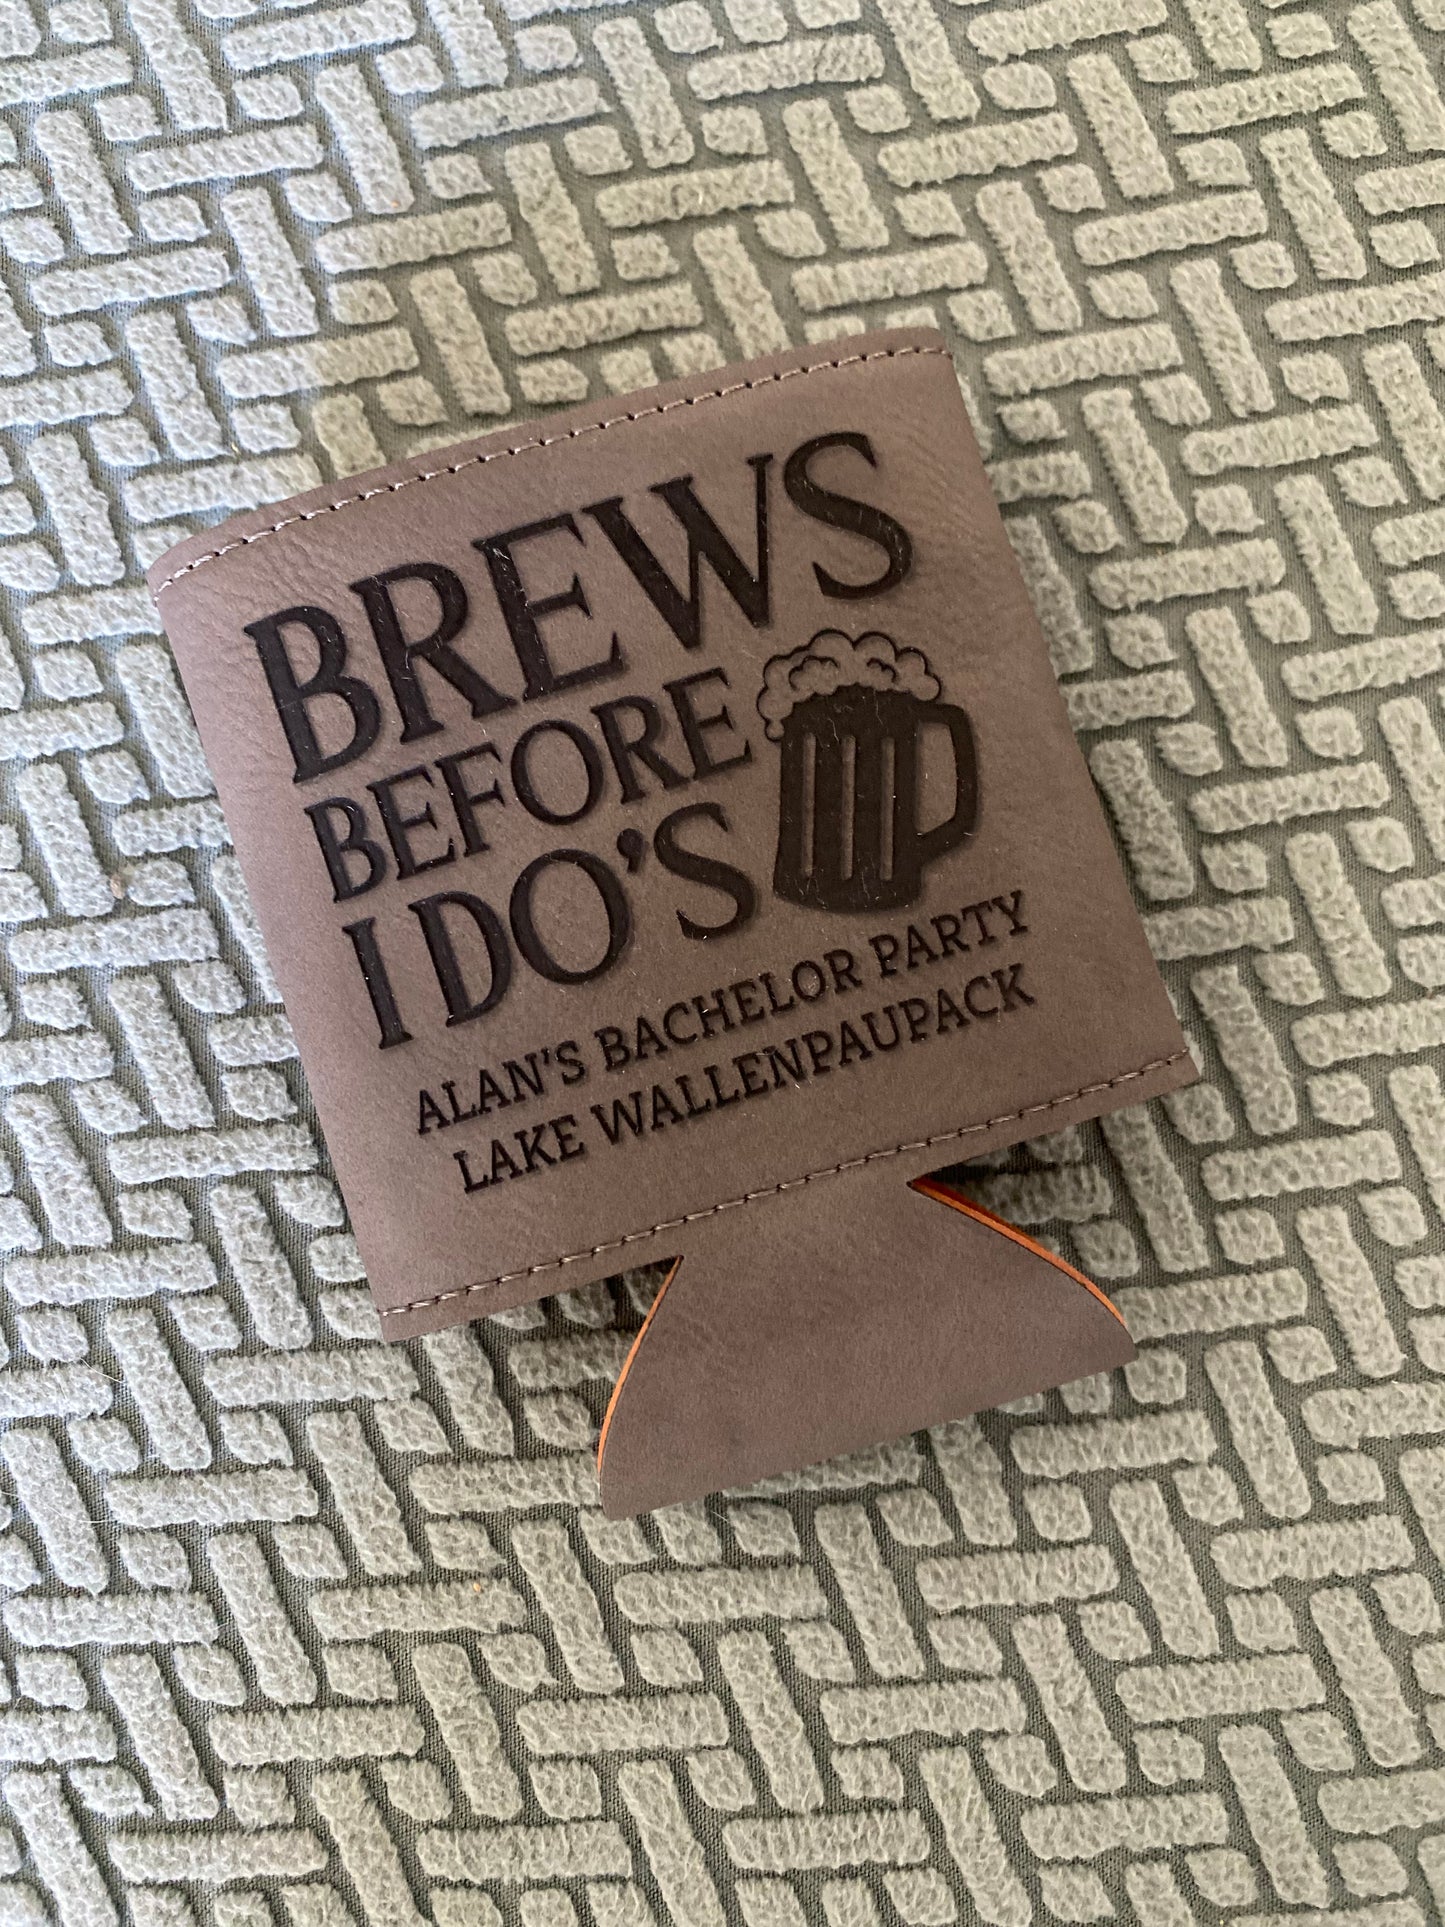 BREWS
BEFORE
I DO'S
ALAN'S BACHELOR PARTY
LAKE WALLENPAUPACK